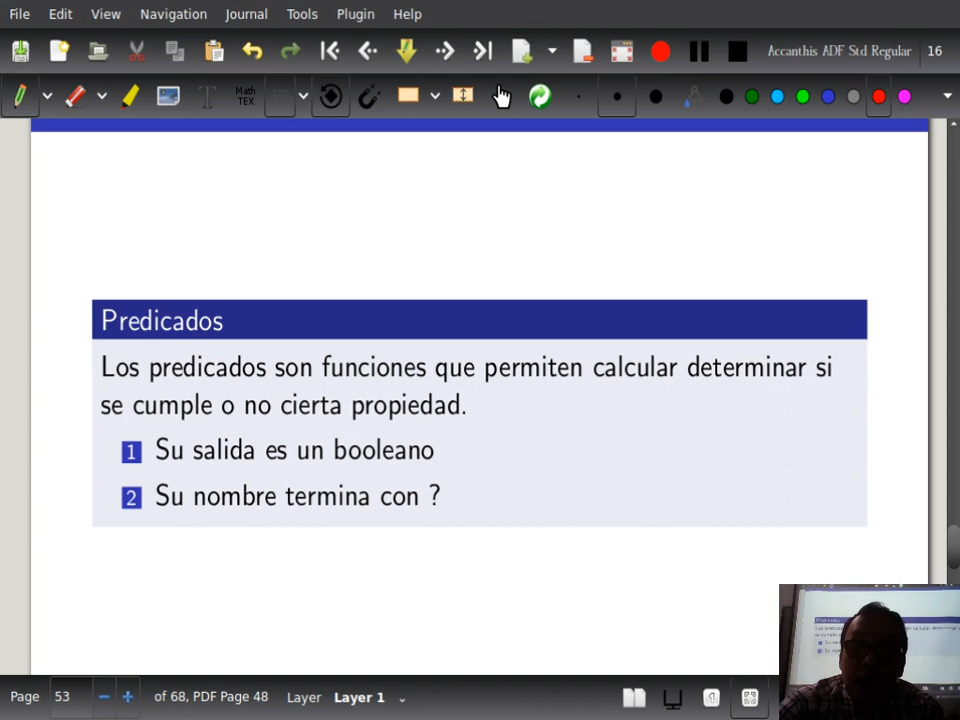 File Edit View Navigation Journal Tools Plugin Help
Accanthis ADF Std Regular 16
Math
TEX
Predicados
Los predicados son funciones que permiten calcular determinar si
se cumple o no cierta propiedad.
1 Su salida es un booleano
2 Su nombre termina con ?
Page 53 of 68, PDF Page 48 Layer Layer 1